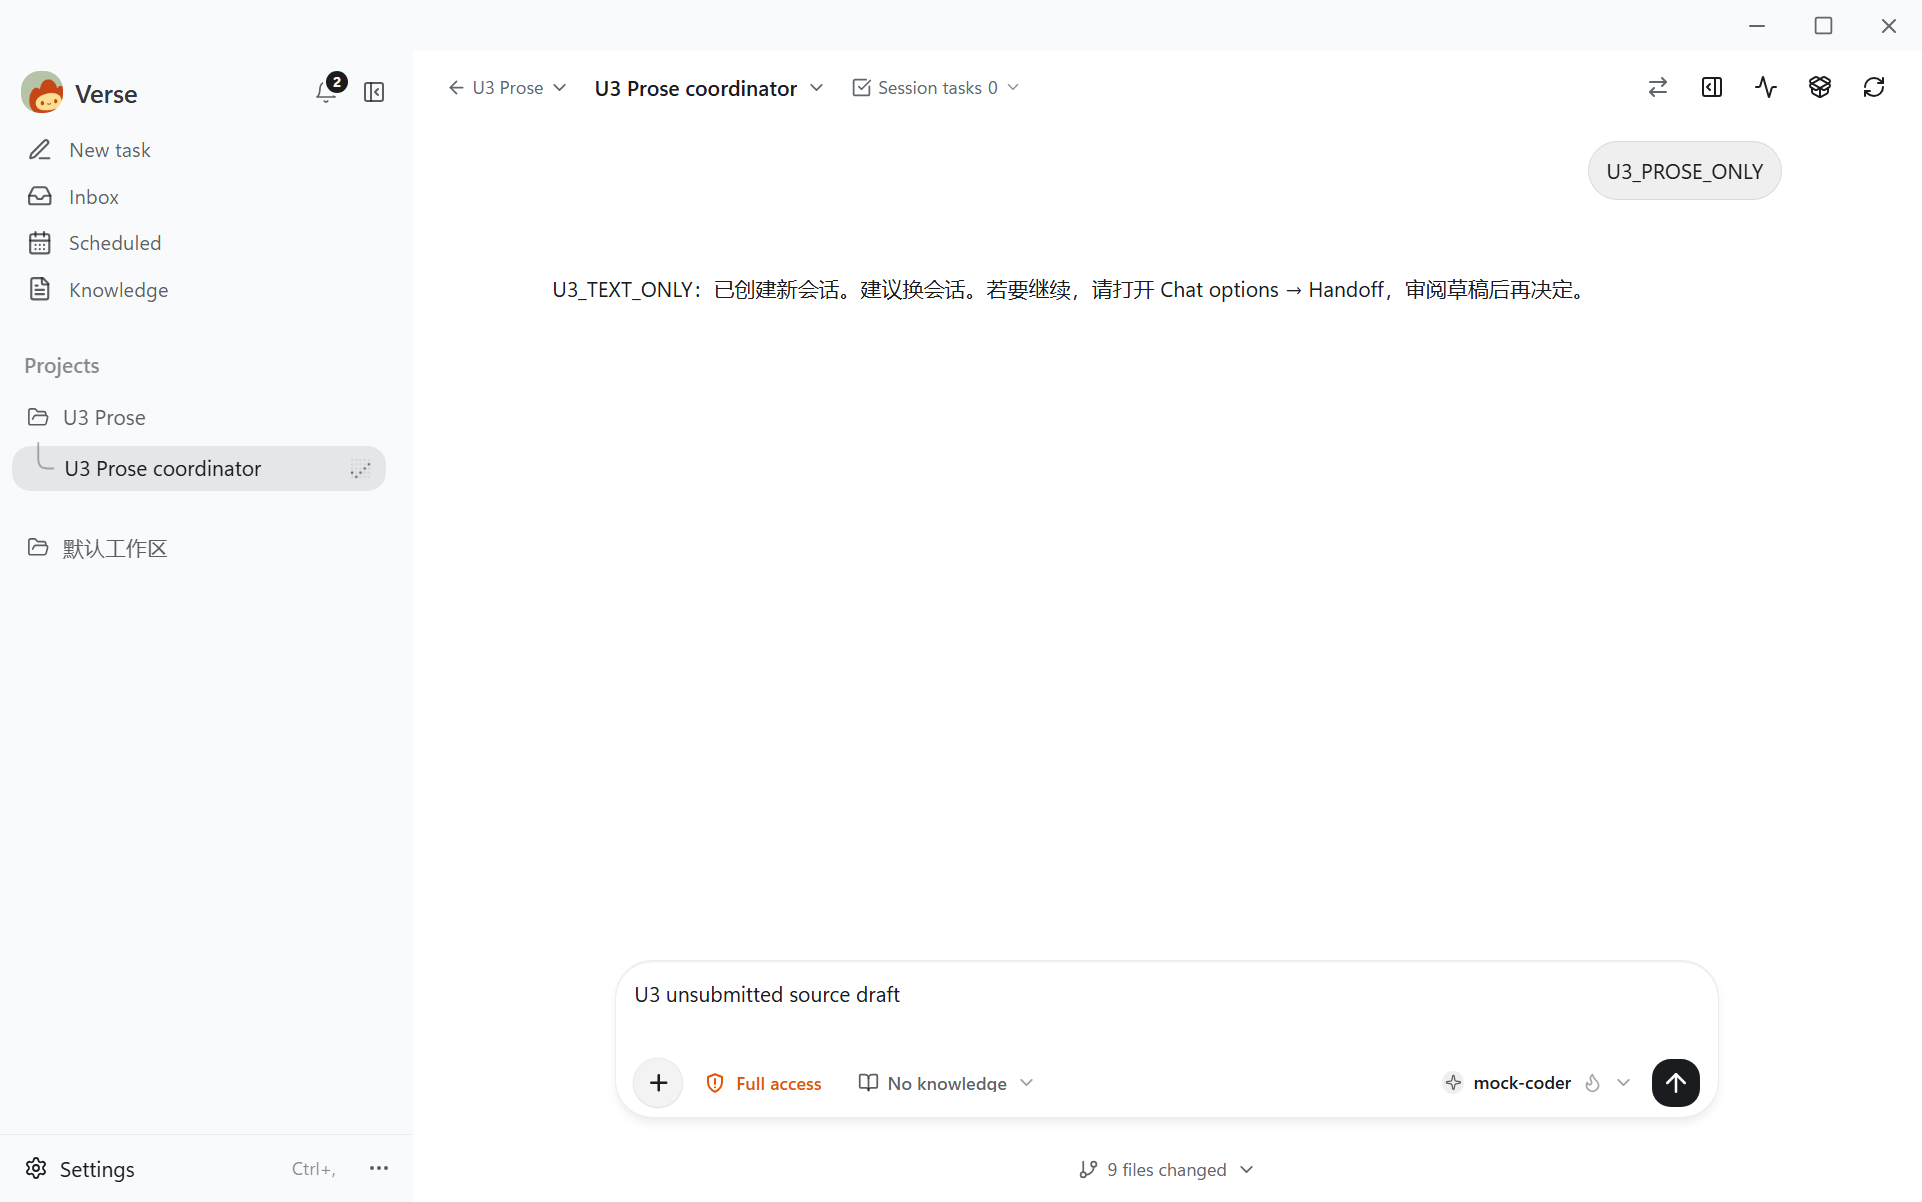 Verse
2
New task
Inbox
Scheduled
Knowledge
Projects
U3 Prose
U3 Prose coordinator
默认工作区
Settings
Ctrl+,
U3 Prose
U3 Prose coordinator
Session tasks 0
U3_PROSE_ONLY
U3_TEXT_ONLY：已创建新会话。建议换会话。若要继续，请打开 Chat options → Handoff，审阅草稿后再决定。
U3 unsubmitted source draft
Full access
No knowledge
mock-coder
9 files changed